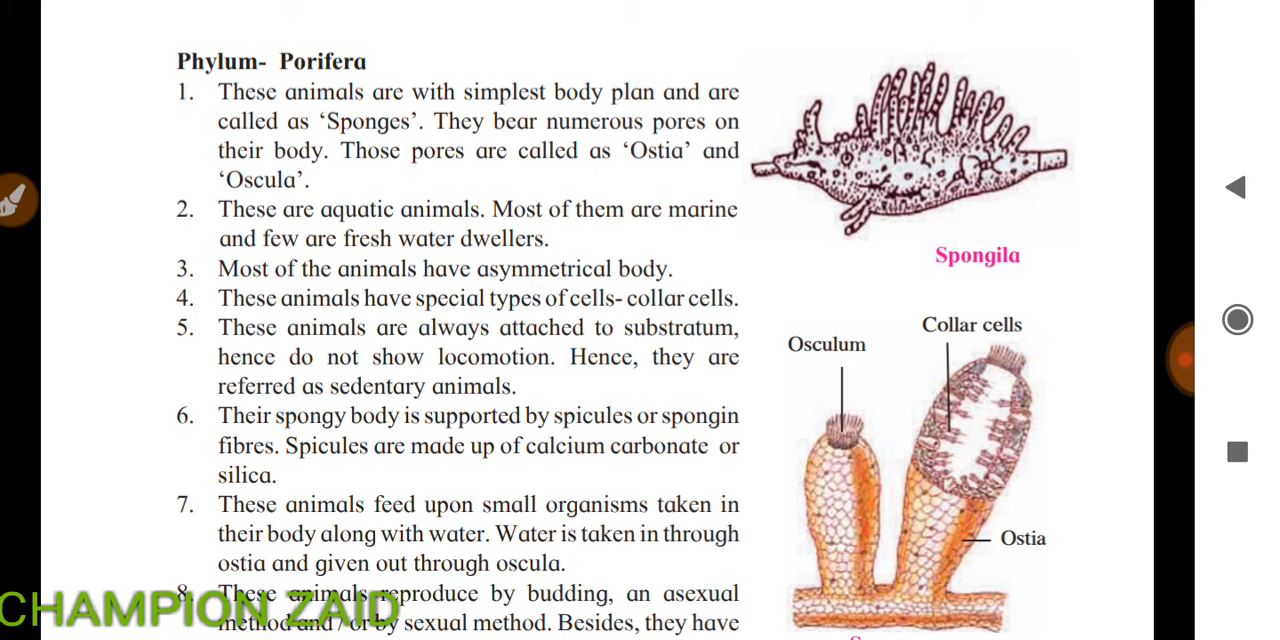 Phylum- Porifera
1. These animals are with simplest body plan and are
called as ‘Sponges’. They bear numerous pores on
their body. Those pores are called as ‘Ostia’ and
‘Oscula’.
2. These are aquatic animals. Most of them are marine
and few are fresh water dwellers.
3. Most of the animals have asymmetrical body.
4. These animals have special types of cells- collar cells.
5. These animals are always attached to substratum,
hence do not show locomotion. Hence, they are
referred as sedentary animals.
6. Their spongy body is supported by spicules or spongin
fibres. Spicules are made up of calcium carbonate or
silica.
7. These animals feed upon small organisms taken in
their body along with water. Water is taken in through
ostia and given out through oscula.
8. These animals reproduce by budding, an asexual
method and / or by sexual method. Besides, they have
Spongila
Collar cells
Osculum
Ostia
CHAMPION ZAID